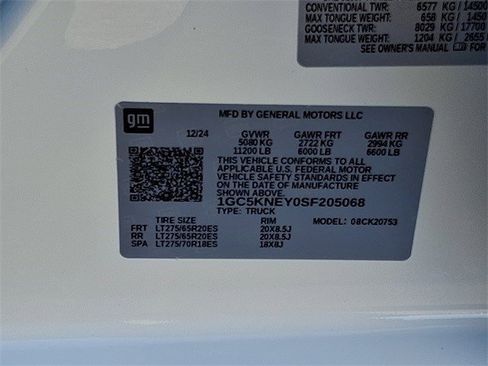 CONVENTIONAL TWR: 6577 KG / 14500
MAX TONGUE WEIGHT: 658 KG / 1450
GOOSENECK TWR: 8029 KG / 17700
MAX TONGUE WEIGHT: 1204 KG / 2655
SEE OWNER'S MANUAL FOR
gm
MFD BY GENERAL MOTORS LLC
12/24 GVWR GAWR FRT GAWR RR
5080 KG 2722 KG 2994 KG
11200 LB 6000 LB 6600 LB
THIS VEHICLE CONFORMS TO ALL
APPLICABLE U.S. FEDERAL MOTOR
VEHICLE SAFETY STANDARDS IN
EFFECT ON THE DATE OF
MANUFACTURE SHOWN ABOVE.
1GC5KNEY0SF205068
TYPE: TRUCK MODEL: 08CK20753
TIRE SIZE RIM
FRT LT275/65R20ES 20X8.5J
RR LT275/65R20ES 20X8.5J
SPA LT275/70R18ES 18X8J